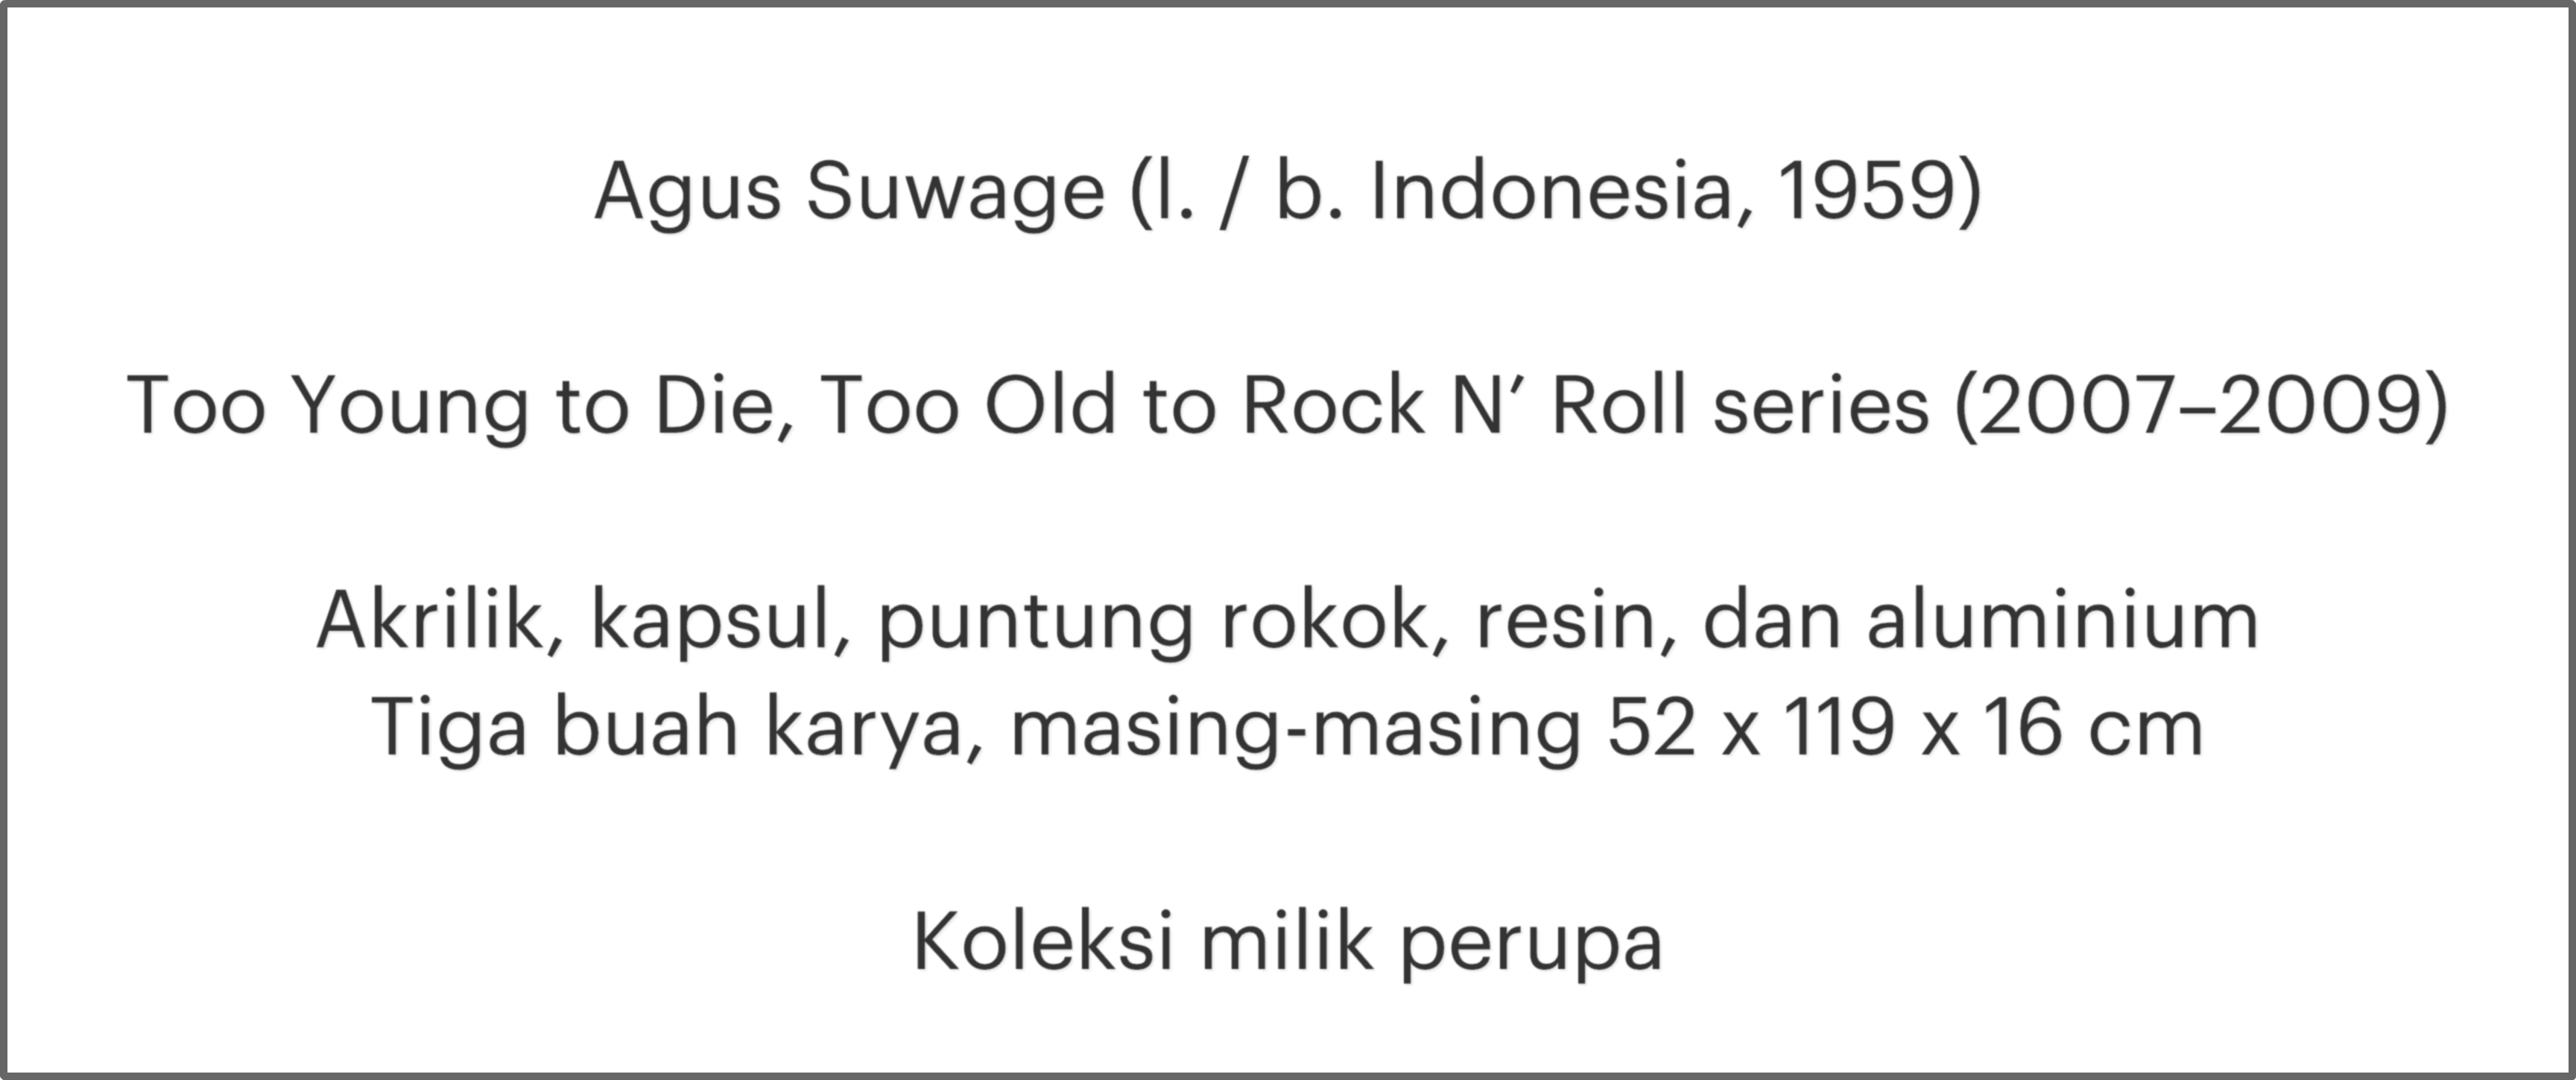 Agus Suwage (l. / b. Indonesia, 1959)
Too Young to Die, Too Old to Rock N’ Roll series (2007–2009)
Akrilik, kapsul, puntung rokok, resin, dan aluminium
Tiga buah karya, masing-masing 52 x 119 x 16 cm
Koleksi milik perupa